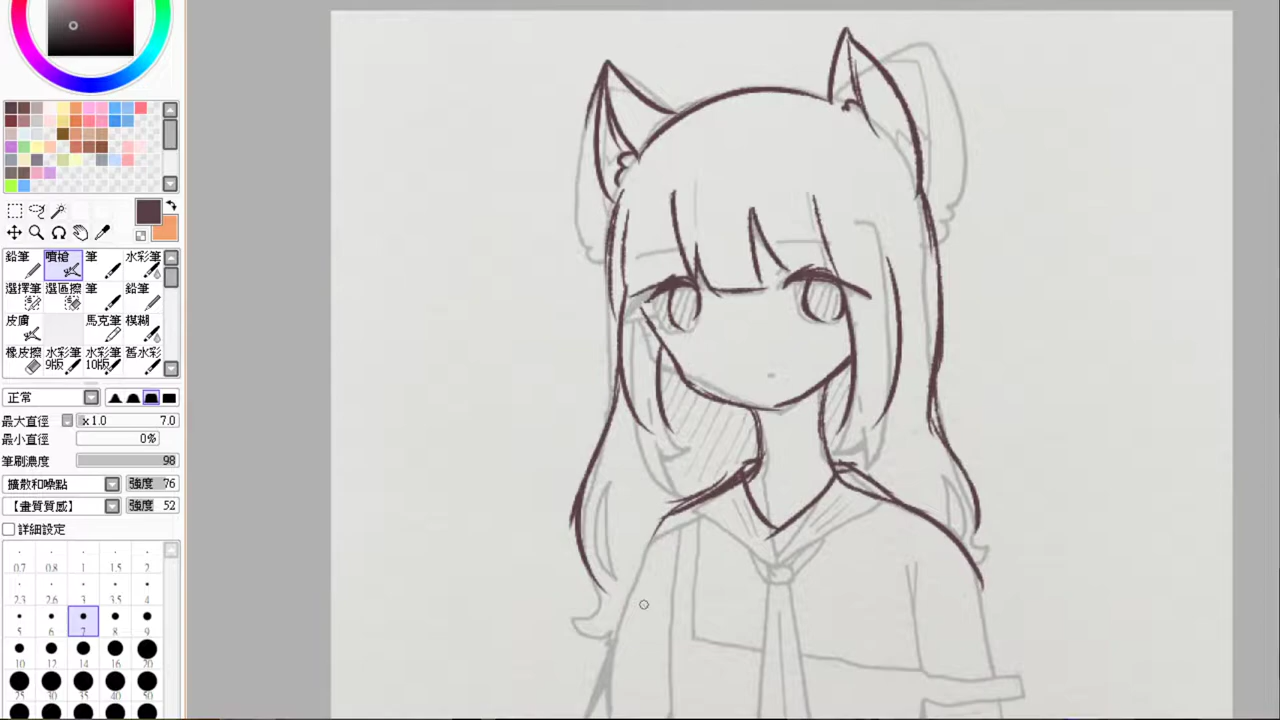 鉛筆 噴槍 筆 水彩筆
選擇筆 選區擦 筆 鉛筆
皮膚 馬克筆 模糊
橡皮擦 水彩筆 水彩筆 舊水彩
9版 10版
正常
最大直徑 x1.0 7.0
最小直徑 0%
筆刷濃度 98
擴散和噪點 強度 76
【畫質質感】 強度 52
詳細設定
0.7 0.8 1 1.5 2
2.3 2.6 3 3.5 4
5 6 7 8 9
10 12 14 16 20
25 30 35 40 50